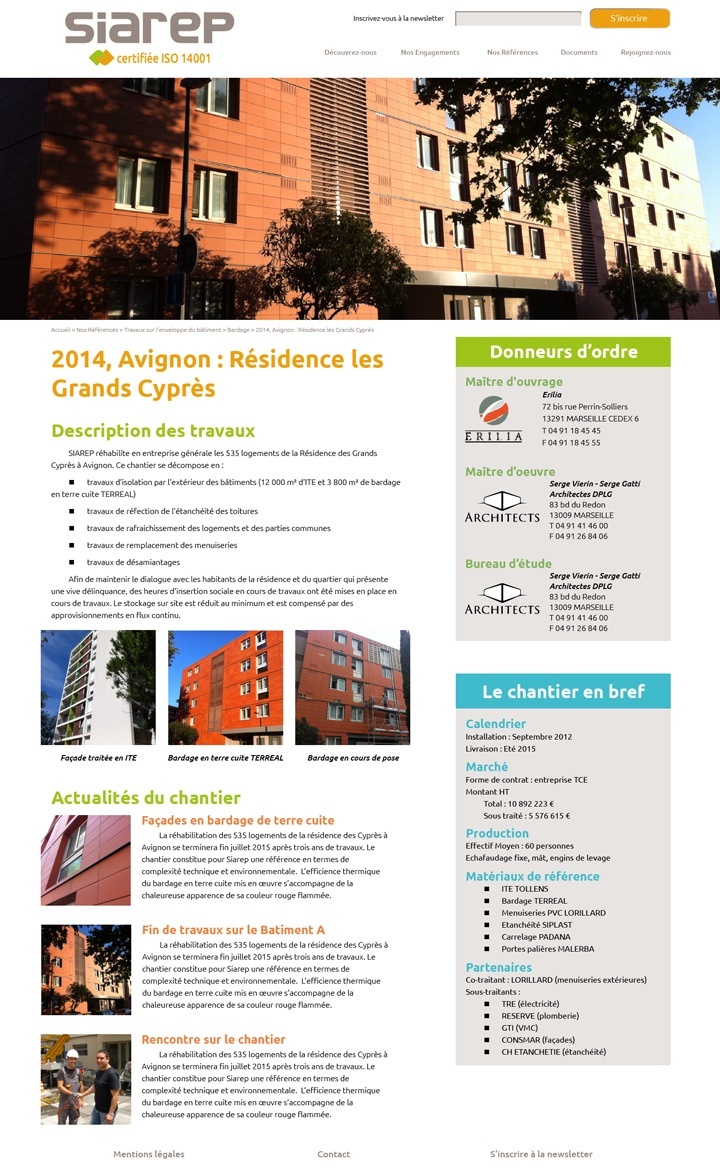 siarep
certifiée ISO 14001
Inscrivez-vous à la newsletter
S'inscrire
Découvrez-nous
Nos Engagements
Nos Références
Documents
Rejoignez-nous
Accueil > Nos Références > Travaux sur l'enveloppe du bâtiment > Bardage > 2014, Avignon : Résidence les Grands Cyprès
2014, Avignon : Résidence les
Grands Cyprès
Description des travaux
SIAREP réhabilite en entreprise générale les 535 logements de la Résidence des Grands
Cyprès à Avignon. Ce chantier se décompose en :
■ travaux d'isolation par l'extérieur des bâtiments (12 000 m² d'ITE et 3 800 m² de bardage
en terre cuite TERREAL)
■ travaux de réfection de l'étanchéité des toitures
■ travaux de rafraichissement des logements et des parties communes
■ travaux de remplacement des menuiseries
■ travaux de désamiantages
Afin de maintenir le dialogue avec les habitants de la résidence et du quartier qui présente
une vive délinquance, des heures d'insertion sociale en cours de travaux ont été mises en place en
cours de travaux. Le stockage sur site est réduit au minimum et est compensé par des
approvisionnements en flux continu.
Façade traitée en ITE
Bardage en terre cuite TERREAL
Bardage en cours de pose
Actualités du chantier
Façades en bardage de terre cuite
La réhabilitation des 535 logements de la résidence des Cyprès à
Avignon se terminera fin juillet 2015 après trois ans de travaux. Le
chantier constitue pour Siarep une référence en termes de
complexité technique et environnementale. L'efficience thermique
du bardage en terre cuite mis en œuvre s'accompagne de la
chaleureuse apparence de sa couleur rouge flammée.
Fin de travaux sur le Batiment A
La réhabilitation des 535 logements de la résidence des Cyprès à
Avignon se terminera fin juillet 2015 après trois ans de travaux. Le
chantier constitue pour Siarep une référence en termes de
complexité technique et environnementale. L'efficience thermique
du bardage en terre cuite mis en œuvre s'accompagne de la
chaleureuse apparence de sa couleur rouge flammée.
Rencontre sur le chantier
La réhabilitation des 535 logements de la résidence des Cyprès à
Avignon se terminera fin juillet 2015 après trois ans de travaux. Le
chantier constitue pour Siarep une référence en termes de
complexité technique et environnementale. L'efficience thermique
du bardage en terre cuite mis en œuvre s'accompagne de la
chaleureuse apparence de sa couleur rouge flammée.
Donneurs d'ordre
Maître d'ouvrage
ERILIA
Erilia
72 bis rue Perrin-Solliers
13291 MARSEILLE CEDEX 6
T 04 91 18 45 45
F 04 91 18 45 55
Maître d'oeuvre
ARCHITECTS
Serge Vierin - Serge Gatti
Architectes DPLG
83 bd du Redon
13009 MARSEILLE
T 04 91 41 46 00
F 04 91 26 84 06
Bureau d'étude
ARCHITECTS
Serge Vierin - Serge Gatti
Architectes DPLG
83 bd du Redon
13009 MARSEILLE
T 04 91 41 46 00
F 04 91 26 84 06
Le chantier en bref
Calendrier
Installation : Septembre 2012
Livraison : Eté 2015
Marché
Forme de contrat : entreprise TCE
Montant HT
Total : 10 892 223 €
Sous traité : 5 576 615 €
Production
Effectif Moyen : 60 personnes
Echafaudage fixe, mât, engins de levage
Matériaux de référence
■ ITE TOLLENS
■ Bardage TERREAL
■ Menuiseries PVC LORILLARD
■ Etanchéité SIPLAST
■ Carrelage PADANA
■ Portes palières MALERBA
Partenaires
Co-traitant : LORILLARD (menuiseries extérieures)
Sous-traitants :
■ TRE (électricité)
■ RESERVE (plomberie)
■ GTI (VMC)
■ CONSMAR (façades)
■ CH ETANCHETIE (étanchéité)
Mentions légales
Contact
S'inscrire à la newsletter